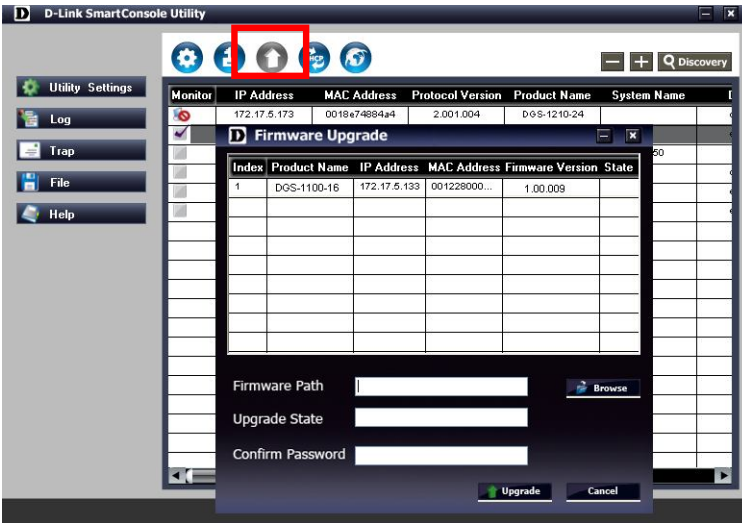 D D-Link SmartConsole Utility
HCP
Discovery
Utility Settings
Log
Trap
File
Help
Monitor IP Address MAC Address Protocol Version Product Name System Name
172.17.5.173 0018e74884a4 2.001.004 DGS-1210-24
D Firmware Upgrade
50
Index Product Name IP Address MAC Address Firmware Version State
1 DGS-1100-16 172.17.5.133 001228000... 1.00.009
Firmware Path
Browse
Upgrade State
Confirm Password
Upgrade Cancel